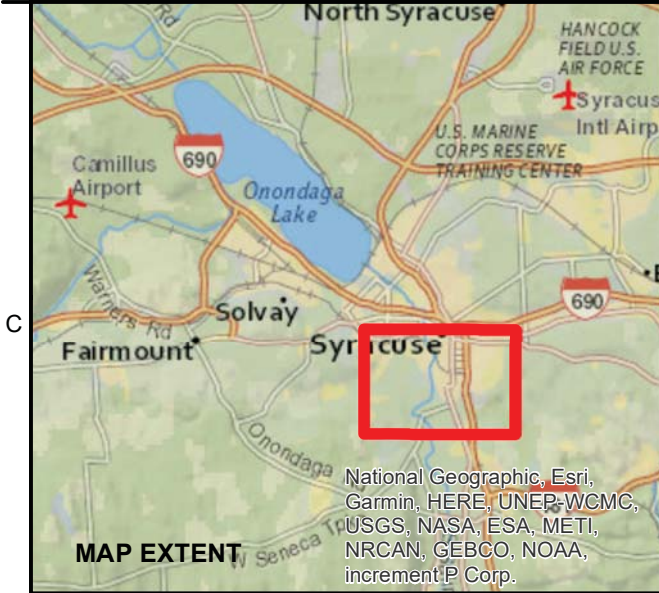 Rd
North Syracuse
HANCOCK
FIELD U.S.
AIR FORCE
Syracus
Intl Airp
U.S. MARINE
CORPS RESERVE
TRAINING CENTER
690
Camillus
Airport
Onondaga
Lake
690
C
Solvay
Warners Rd
Fairmount
Syracuse
Onondaga
W Seneca Tp
MAP EXTENT
National Geographic, Esri,
Garmin, HERE, UNEP-WCMC,
USGS, NASA, ESA, METI,
NRCAN, GEBCO, NOAA,
increment P Corp.